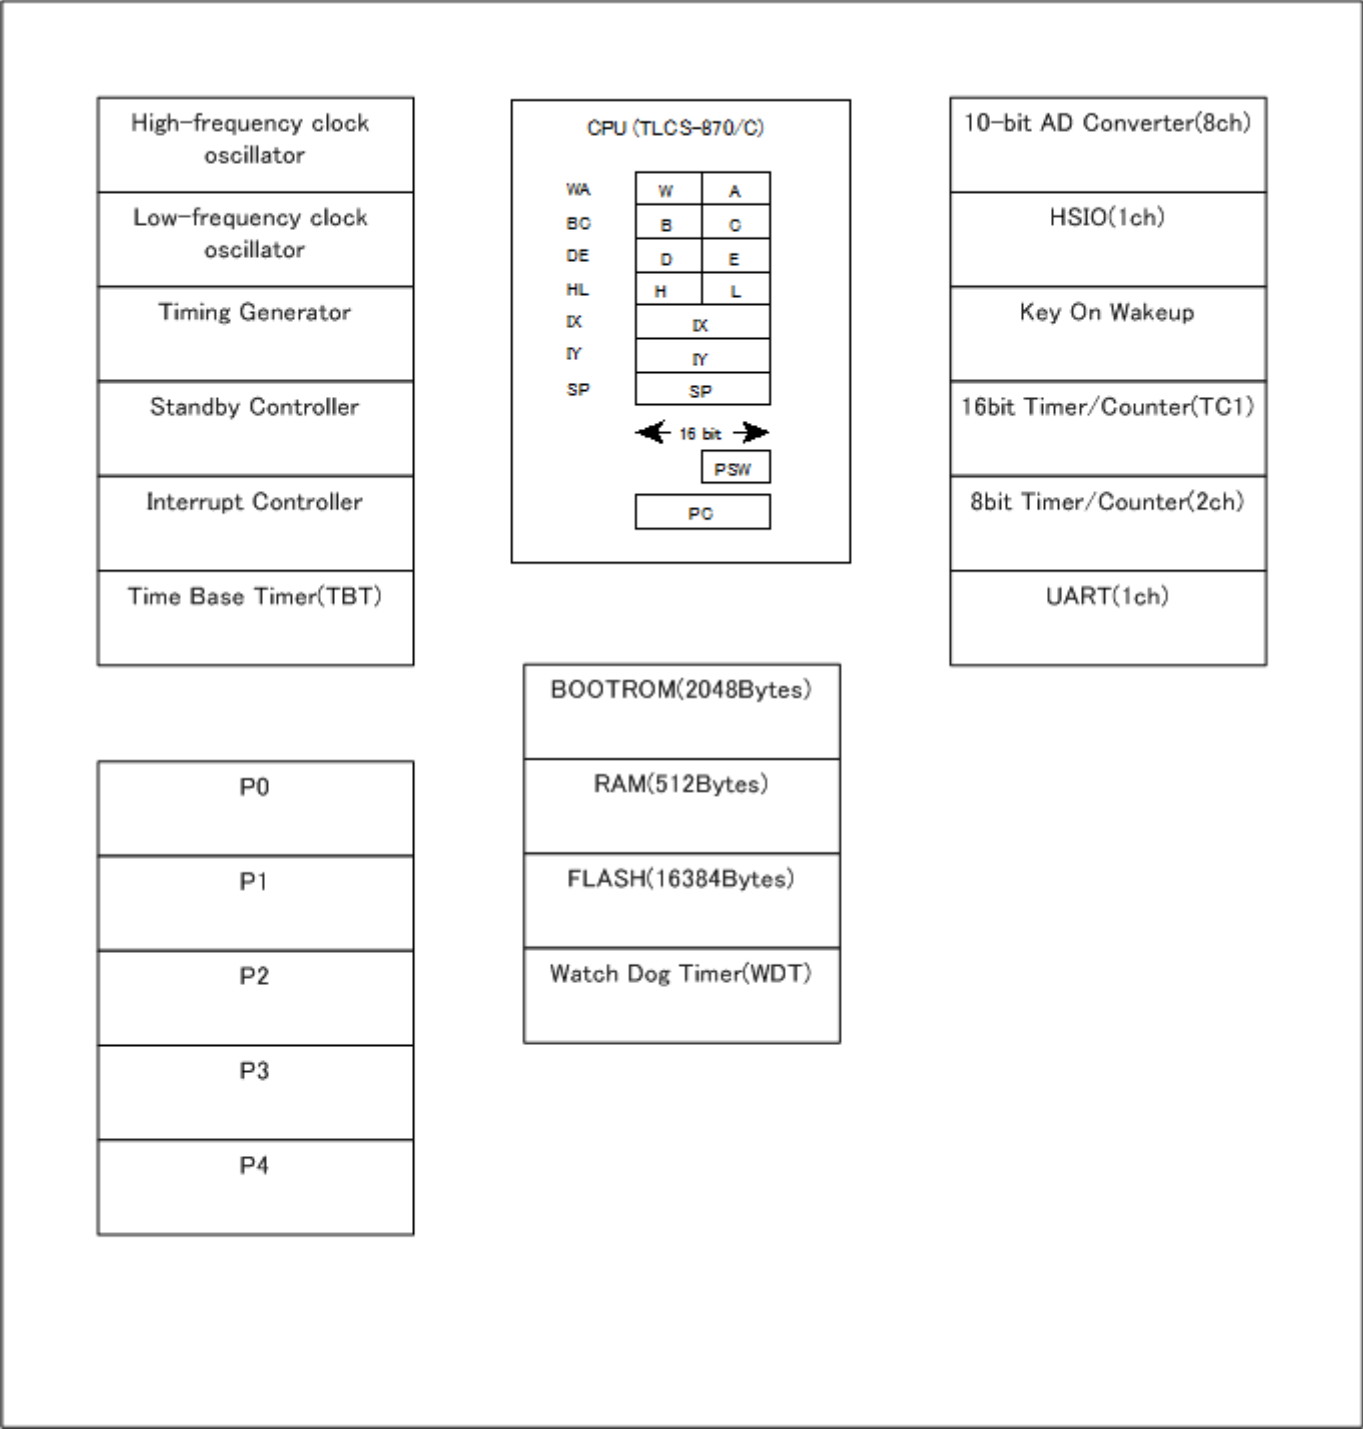 High-frequency clock
oscillator
Low-frequency clock
oscillator
Timing Generator
Standby Controller
Interrupt Controller
Time Base Timer(TBT)
CPU (TLCS-870/C)
WA W A
BC B C
DE D E
HL H L
IX IX
IY IY
SP SP
16 bit
PSW
PC
10-bit AD Converter(8ch)
HSIO(1ch)
Key On Wakeup
16bit Timer/Counter(TC1)
8bit Timer/Counter(2ch)
UART(1ch)
BOOTROM(2048Bytes)
RAM(512Bytes)
FLASH(16384Bytes)
Watch Dog Timer(WDT)
P0
P1
P2
P3
P4